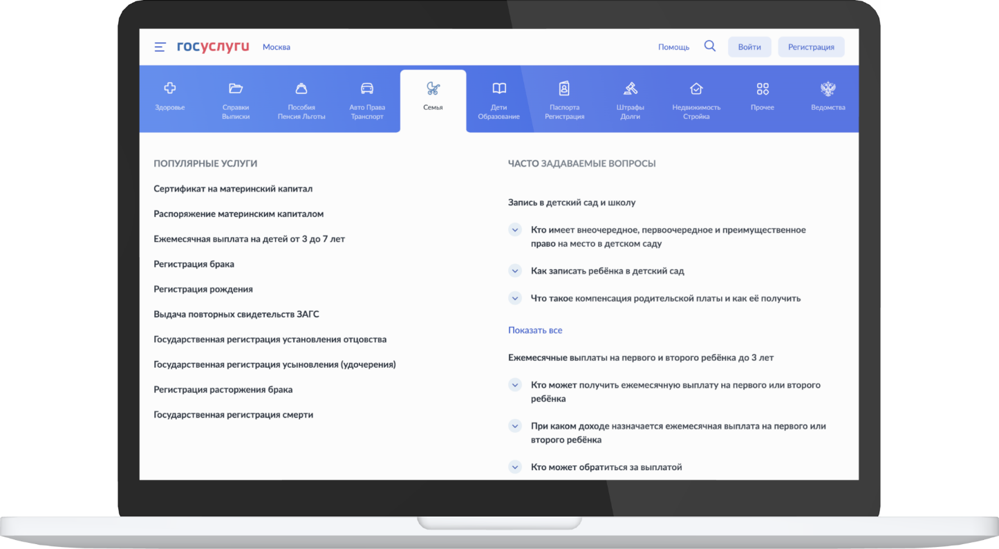 госуслуги Москва Помощь Войти Регистрация
Здоровье
Справки
Выписки
Пособия
Пенсия Льготы
Авто Права
Транспорт
Семья
Дети
Образование
Паспорта
Регистрация
Штрафы
Долги
Недвижимость
Стройка
Прочее
Ведомства
ПОПУЛЯРНЫЕ УСЛУГИ
Сертификат на материнский капитал
Распоряжение материнским капиталом
Ежемесячная выплата на детей от 3 до 7 лет
Регистрация брака
Регистрация рождения
Выдача повторных свидетельств ЗАГС
Государственная регистрация установления отцовства
Государственная регистрация усыновления (удочерения)
Регистрация расторжения брака
Государственная регистрация смерти
ЧАСТО ЗАДАВАЕМЫЕ ВОПРОСЫ
Запись в детский сад и школу
Кто имеет внеочередное, первоочередное и преимущественное
право на место в детском саду
Как записать ребёнка в детский сад
Что такое компенсация родительской платы и как её получить
Показать все
Ежемесячные выплаты на первого и второго ребёнка до 3 лет
Кто может получить ежемесячную выплату на первого или второго
ребёнка
При каком доходе назначается ежемесячная выплата на первого или
второго ребёнка
Кто может обратиться за выплатой